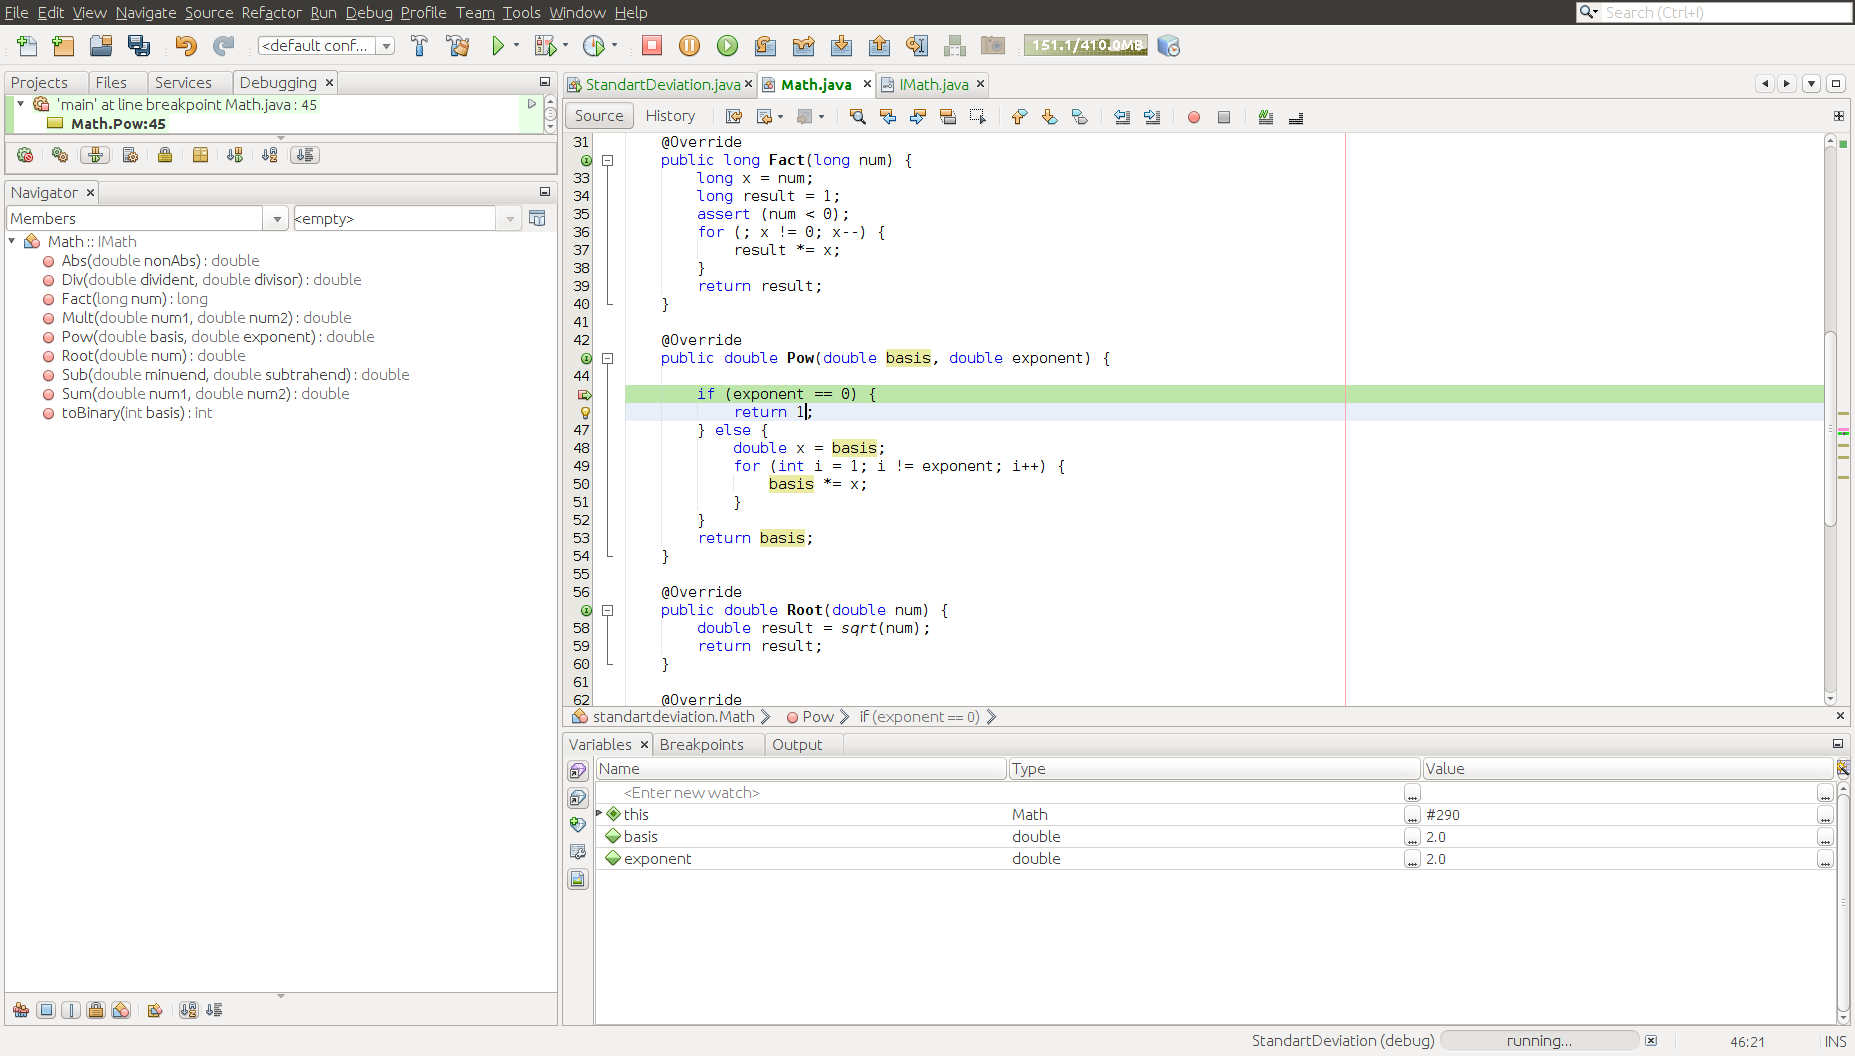 File Edit View Navigate Source Refactor Run Debug Profile Team Tools Window Help
Search (Ctrl+I)
<default conf...
151.1/410.0MB
Projects Files Services Debugging
'main' at line breakpoint Math.java : 45
Math.Pow:45
Navigator
Members
<empty>
Math :: IMath
Abs(double nonAbs) : double
Div(double divident, double divisor) : double
Fact(long num) : long
Mult(double num1, double num2) : double
Pow(double basis, double exponent) : double
Root(double num) : double
Sub(double minuend, double subtrahend) : double
Sum(double num1, double num2) : double
toBinary(int basis) : int
StandartDeviation.java Math.java IMath.java
Source History
31 @Override
public long Fact(long num) {
33 long x = num;
34 long result = 1;
35 assert (num < 0);
36 for (; x != 0; x--) {
37 result *= x;
38 }
39 return result;
40 }
41
42 @Override
public double Pow(double basis, double exponent) {
44
if (exponent == 0) {
return 1;
47 } else {
48 double x = basis;
49 for (int i = 1; i != exponent; i++) {
50 basis *= x;
51 }
52 }
53 return basis;
54 }
55
56 @Override
public double Root(double num) {
58 double result = sqrt(num);
59 return result;
60 }
61
62 @Override
standartdeviation.Math Pow if (exponent == 0)
Variables Breakpoints Output
Name Type Value
<Enter new watch> ... ...
this Math ... #290 ...
basis double ... 2.0 ...
exponent double ... 2.0 ...
StandartDeviation (debug) running... 46:21 INS